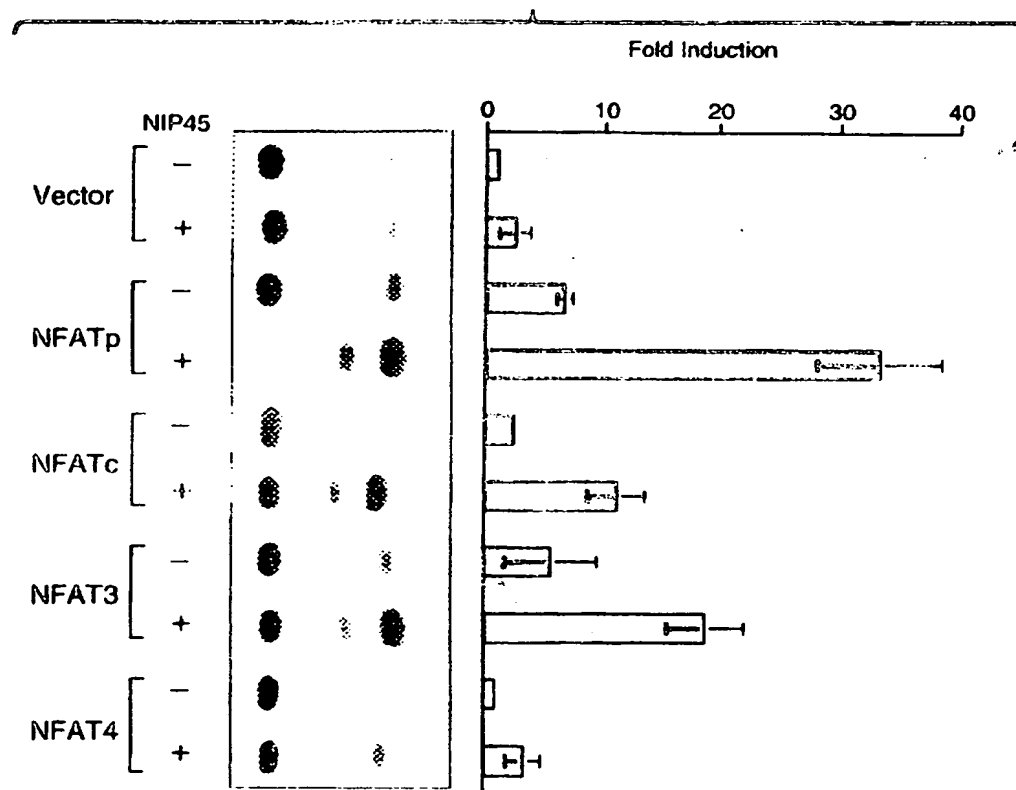 Fold Induction
0 10 20 30 40
NIP45
Vector
−
+
NFATp
−
+
NFATc
−
+
NFAT3
−
+
NFAT4
−
+